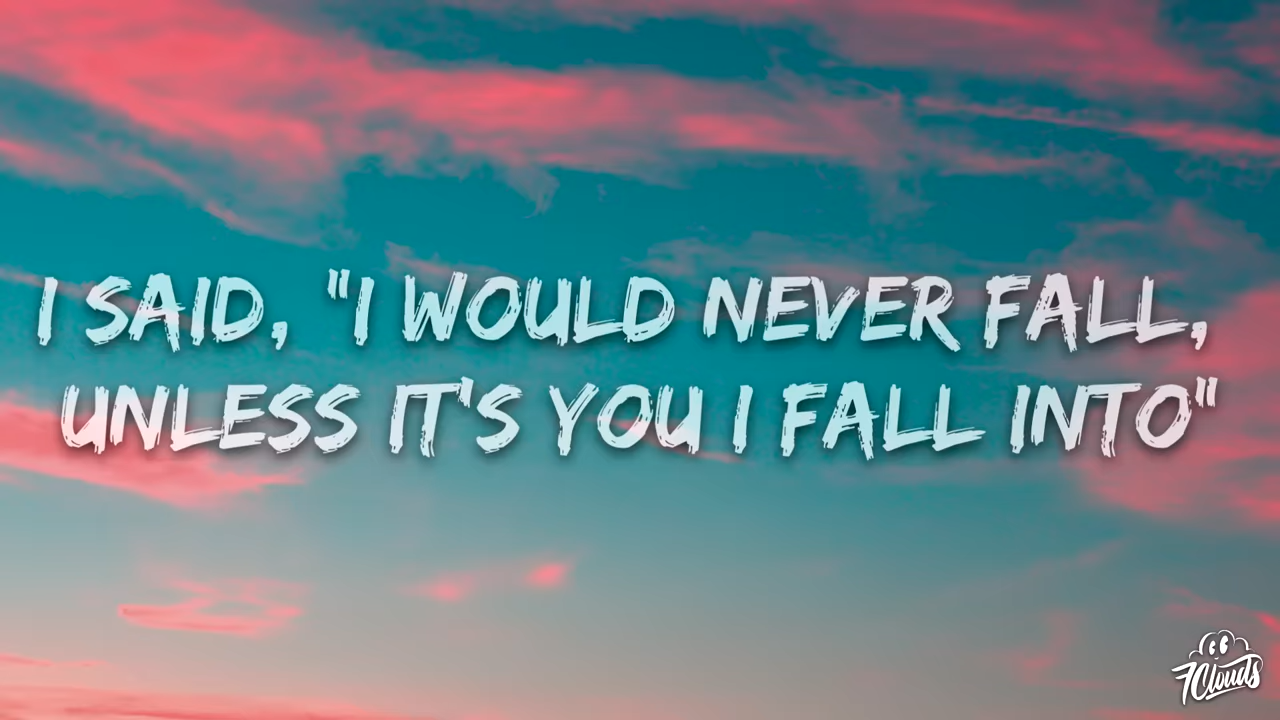 I SAID, "I WOULD NEVER FALL,
UNLESS IT'S YOU I FALL INTO"
7Clouds